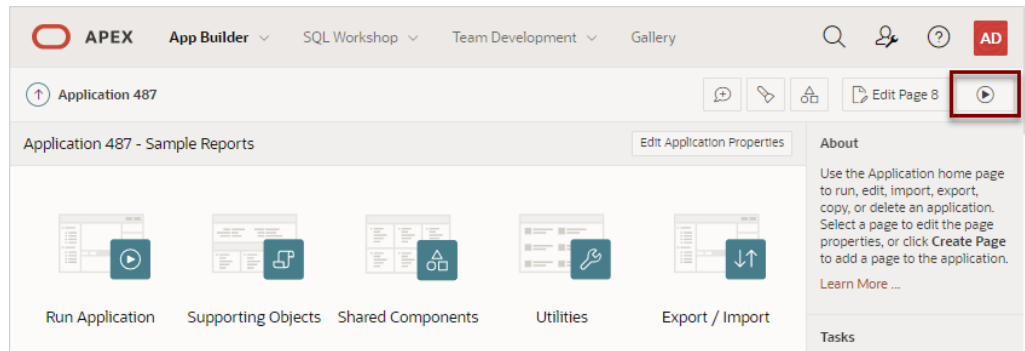 APEX App Builder SQL Workshop Team Development Gallery ? AD
Application 487 Edit Page 8
Application 487 - Sample Reports Edit Application Properties About
Use the Application home page
to run, edit, import, export,
copy, or delete an application.
Select a page to edit the page
properties, or click Create Page
to add a page to the application.
Learn More ...
Run Application Supporting Objects Shared Components Utilities Export / Import
Tasks